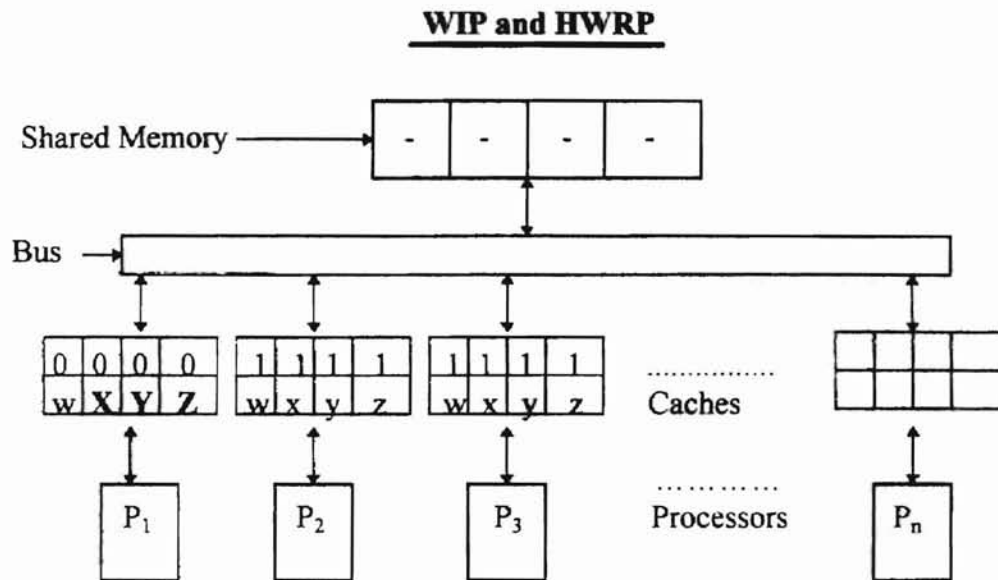 WIP and HWRP
Shared Memory
- - - -
Bus
0 0 0 0 1 1 1 1 1 1 1 1
w X Y Z w x y z w x y z
.............. Caches
.......... Processors
P₁ P₂ P₃ Pₙ